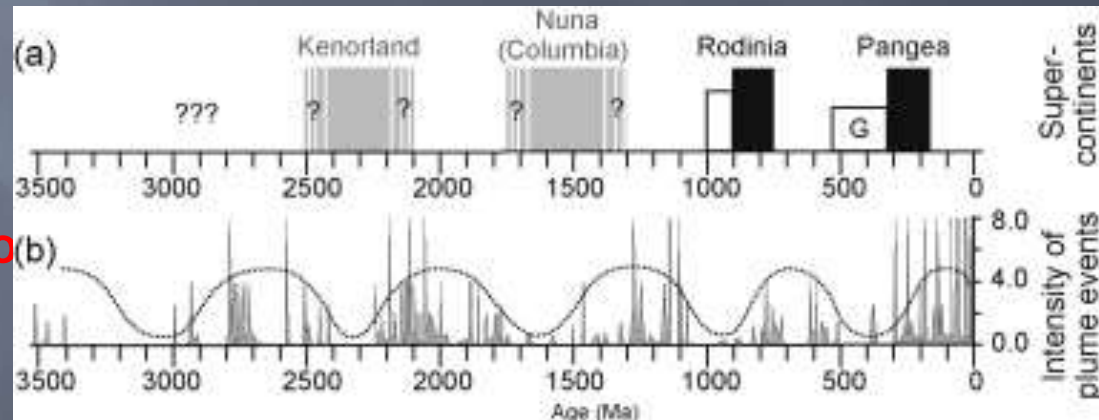 (a)
Kenorland
Nuna
(Columbia)
Rodinia
Pangea
Super-
continents
???
?
?
?
?
G
3500
3000
2500
2000
1500
1000
500
0
(b)
8.0
4.0
0.0
Intensity of
plume events
3500
3000
2500
2000
1500
1000
500
0
Age (Ma)